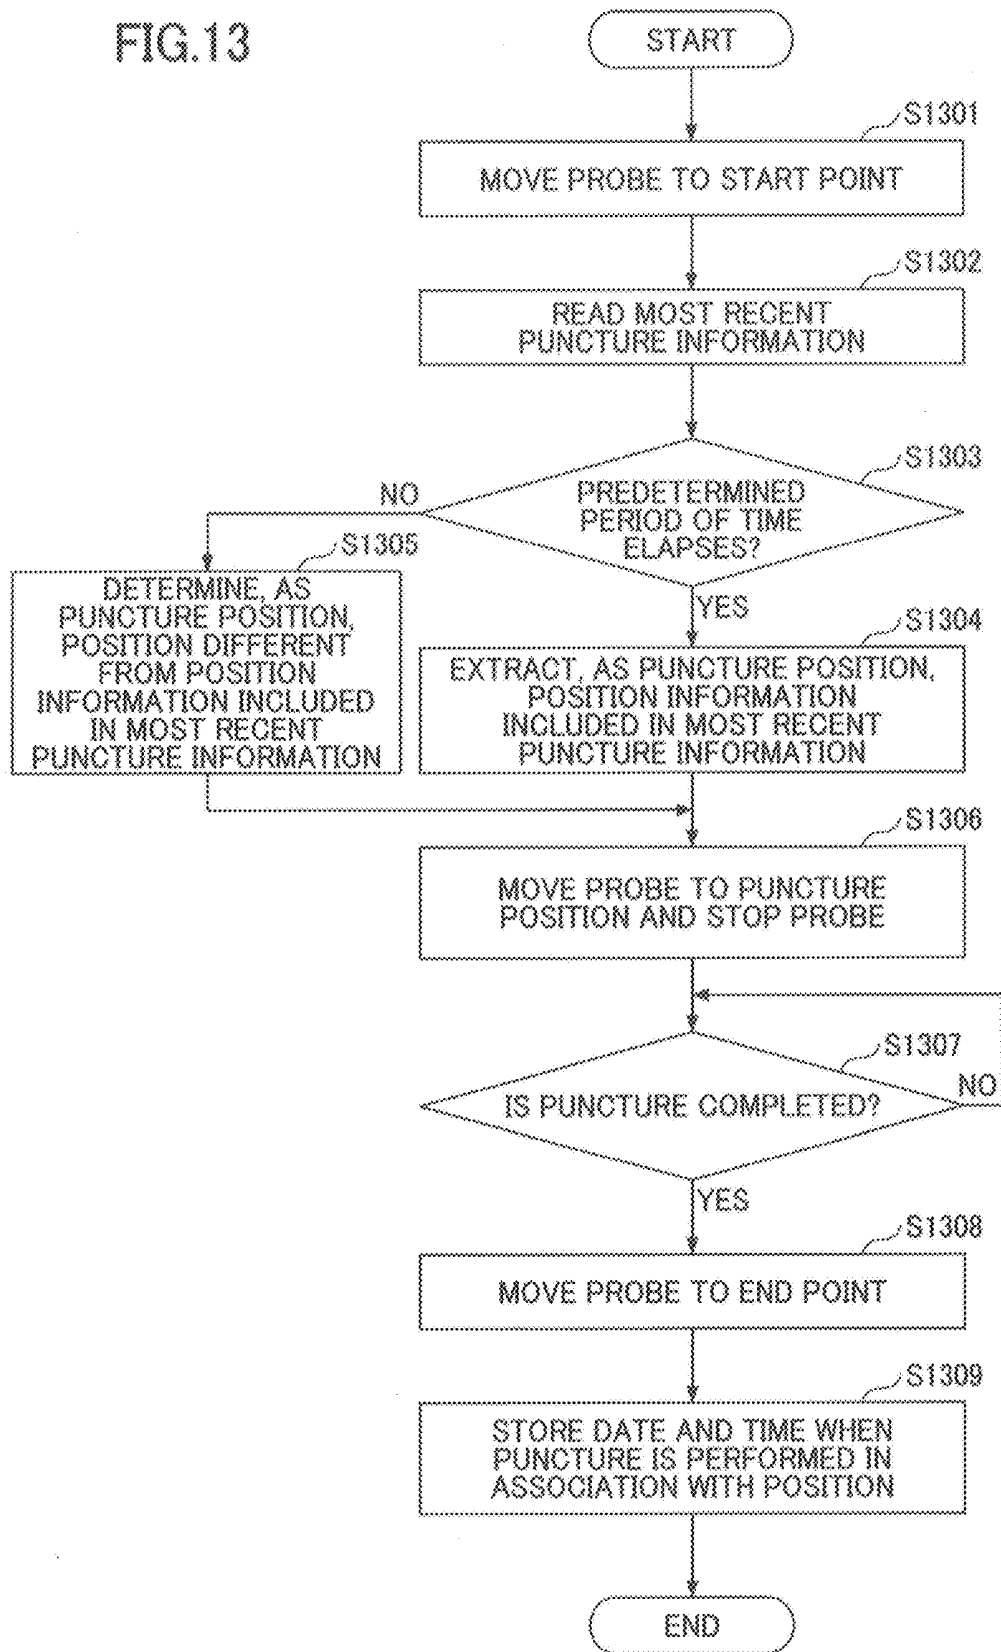 FIG.13
START
S1301
MOVE PROBE TO START POINT
S1302
READ MOST RECENT
PUNCTURE INFORMATION
S1303
PREDETERMINED
PERIOD OF TIME
ELAPSES?
NO
YES
S1305
DETERMINE, AS
PUNCTURE POSITION,
POSITION DIFFERENT
FROM POSITION
INFORMATION INCLUDED
IN MOST RECENT
PUNCTURE INFORMATION
S1304
EXTRACT, AS PUNCTURE POSITION,
POSITION INFORMATION
INCLUDED IN MOST RECENT
PUNCTURE INFORMATION
S1306
MOVE PROBE TO PUNCTURE
POSITION AND STOP PROBE
S1307
IS PUNCTURE COMPLETED?
NO
YES
S1308
MOVE PROBE TO END POINT
S1309
STORE DATE AND TIME WHEN
PUNCTURE IS PERFORMED IN
ASSOCIATION WITH POSITION
END